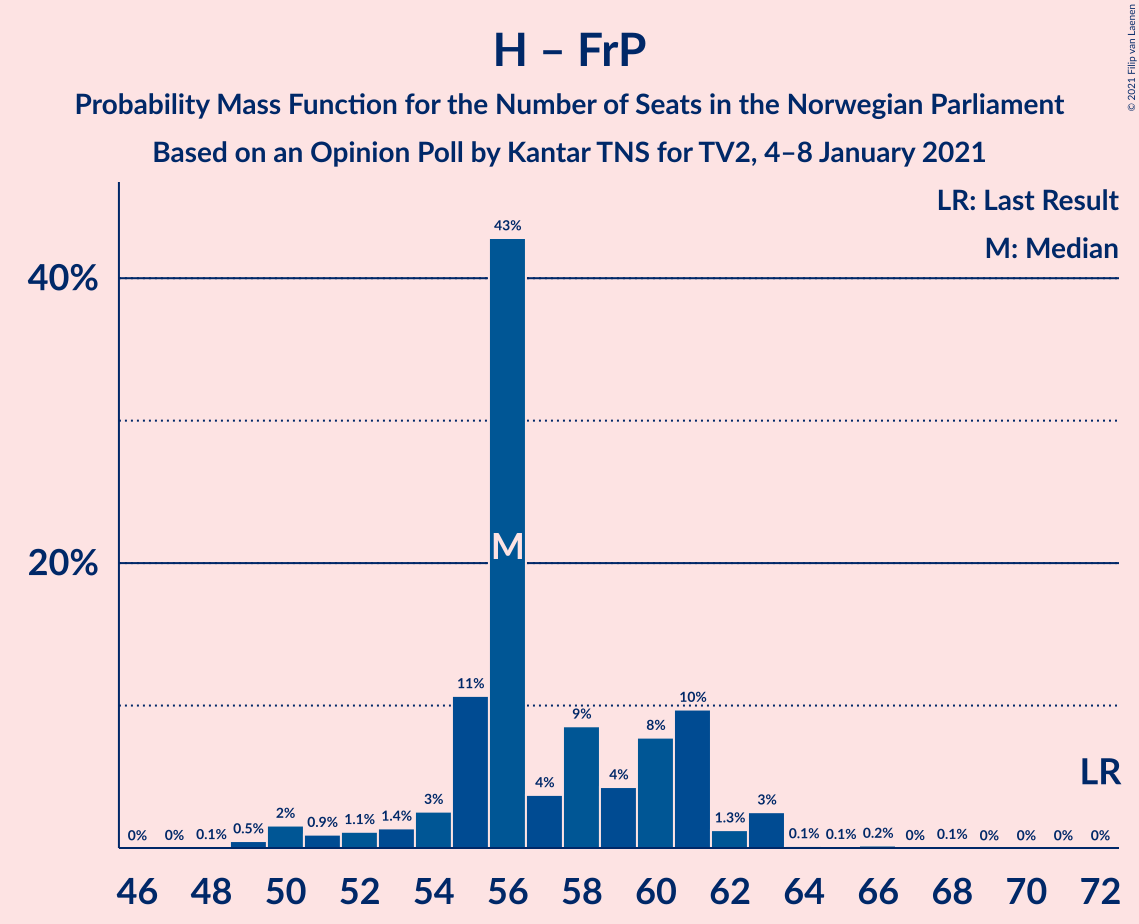 H – FrP
Probability Mass Function for the Number of Seats in the Norwegian Parliament
Based on an Opinion Poll by Kantar TNS for TV2, 4–8 January 2021
© 2021 Filip van Laenen
LR: Last Result
M: Median
40%
20%
0% 0% 0.1% 0.5% 2% 0.9% 1.1% 1.4% 3% 11% 43% 4% 9% 4% 8% 10% 1.3% 3% 0.1% 0.1% 0.2% 0% 0.1% 0% 0% 0% 0%
M
LR
46 48 50 52 54 56 58 60 62 64 66 68 70 72